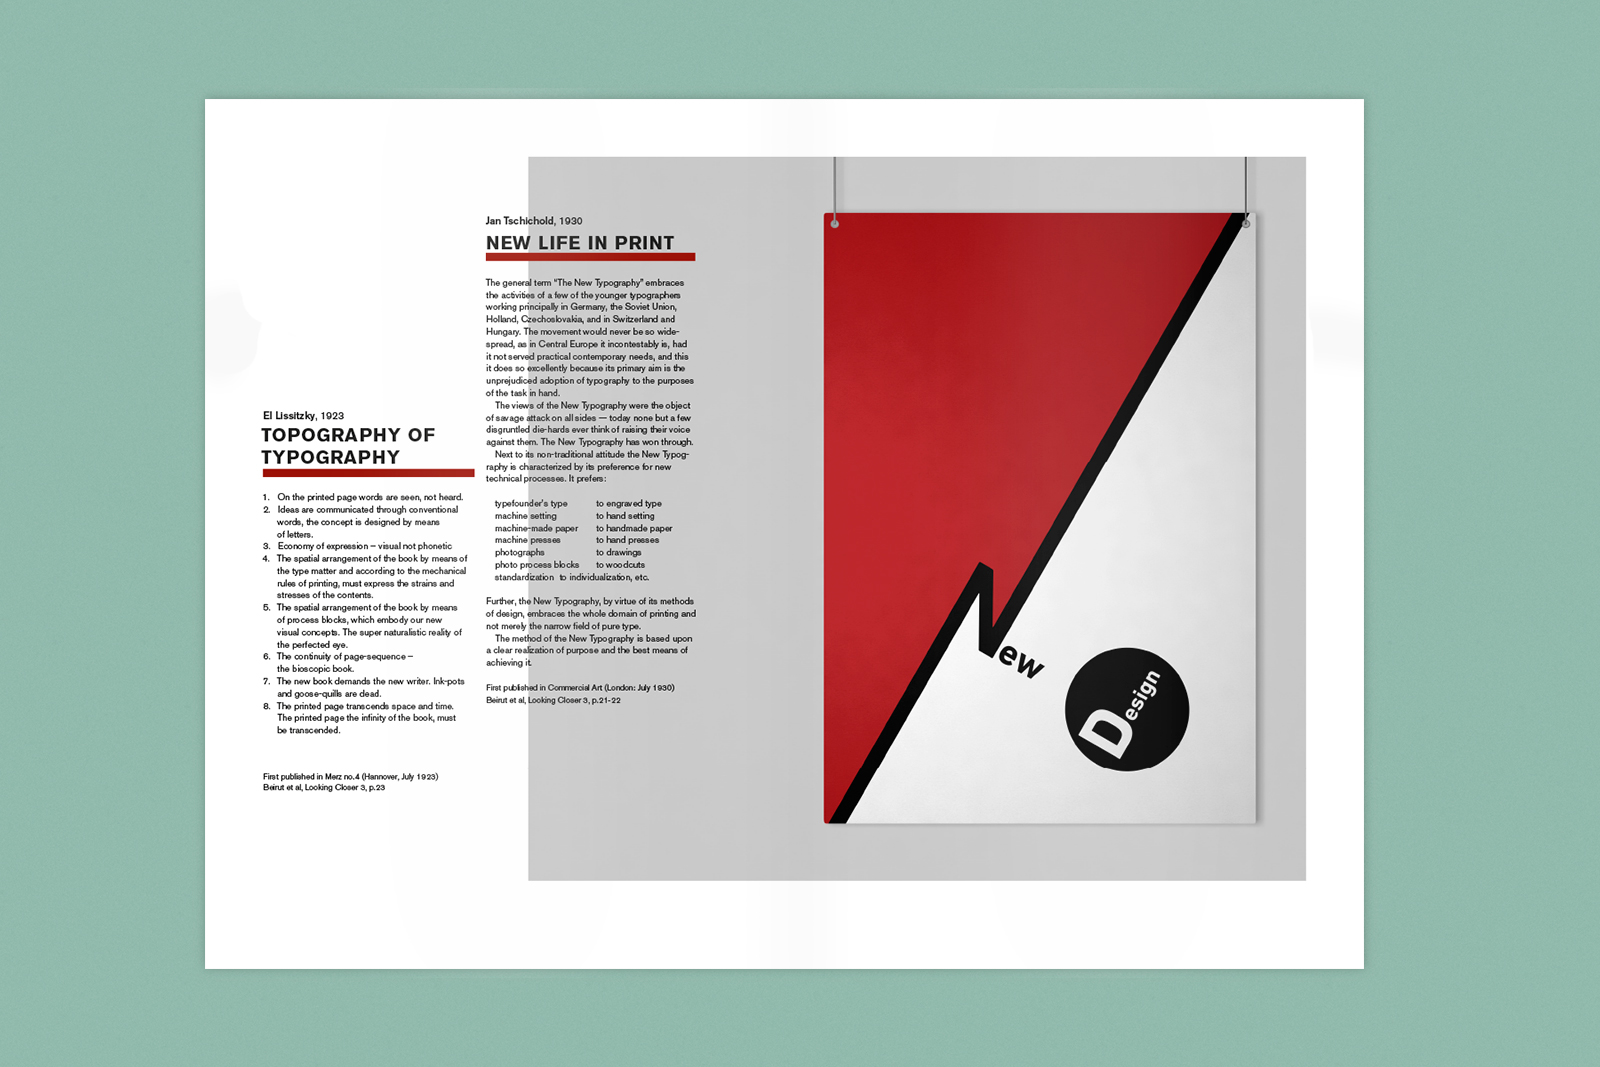 El Lissitzky, 1923
TOPOGRAPHY OF
TYPOGRAPHY
1. On the printed page words are seen, not heard.
2. Ideas are communicated through conventional
words, the concept is designed by means
of letters.
3. Economy of expression – visual not phonetic
4. The spatial arrangement of the book by means of
the type matter and according to the mechanical
rules of printing, must express the strains and
stresses of the contents.
5. The spatial arrangement of the book by means
of process blocks, which embody our new
visual concepts. The super naturalistic reality of
the perfected eye.
6. The continuity of page-sequence –
the bioscopic book.
7. The new book demands the new writer. Ink-pots
and goose-quills are dead.
8. The printed page transcends space and time.
The printed page the infinity of the book, must
be transcended.
First published in Merz no.4 (Hannover, July 1923)
Beirut et al, Looking Closer 3, p.23
Jan Tschichold, 1930
NEW LIFE IN PRINT
The general term “The New Typography” embraces
the activities of a few of the younger typographers
working principally in Germany, the Soviet Union,
Holland, Czechoslovakia, and in Switzerland and
Hungary. The movement would never be so wide-
spread, as in Central Europe it incontestably is, had
it not served practical contemporary needs, and this
it does so excellently because its primary aim is the
unprejudiced adoption of typography to the purposes
of the task in hand.
The views of the New Typography were the object
of savage attack on all sides — today none but a few
disgruntled die-hards ever think of raising their voice
against them. The New Typography has won through.
Next to its non-traditional attitude the New Typog-
raphy is characterized by its preference for new
technical processes. It prefers:
typefounder's type to engraved type
machine setting to hand setting
machine-made paper to handmade paper
machine presses to hand presses
photographs to drawings
photo process blocks to woodcuts
standardization to individualization, etc.
Further, the New Typography, by virtue of its methods
of design, embraces the whole domain of printing and
not merely the narrow field of pure type.
The method of the New Typography is based upon
a clear realization of purpose and the best means of
achieving it.
First published in Commercial Art (London: July 1930)
Beirut et al, Looking Closer 3, p.21-22
New
Design